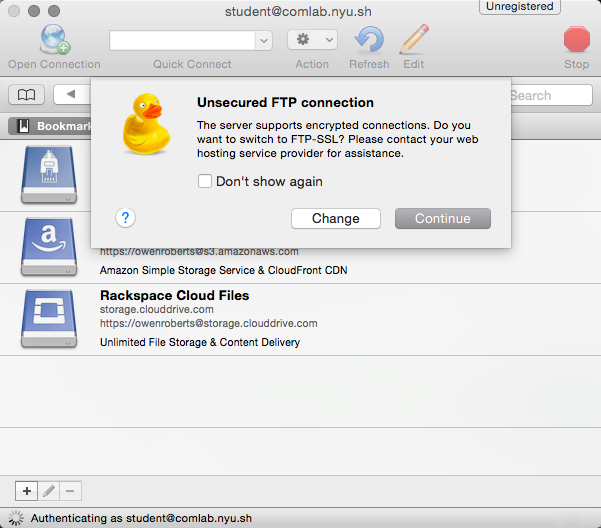 student@comlab.nyu.sh
Unregistered
Open Connection
Quick Connect
Action
Refresh
Edit
Stop
Search
Unsecured FTP connection
The server supports encrypted connections. Do you
want to switch to FTP-SSL? Please contact your web
hosting service provider for assistance.
Don't show again
?
Change
Continue
https://owenroberts@s3.amazonaws.com
Amazon Simple Storage Service & CloudFront CDN
Rackspace Cloud Files
storage.clouddrive.com
https://owenroberts@storage.clouddrive.com
Unlimited File Storage & Content Delivery
Authenticating as student@comlab.nyu.sh